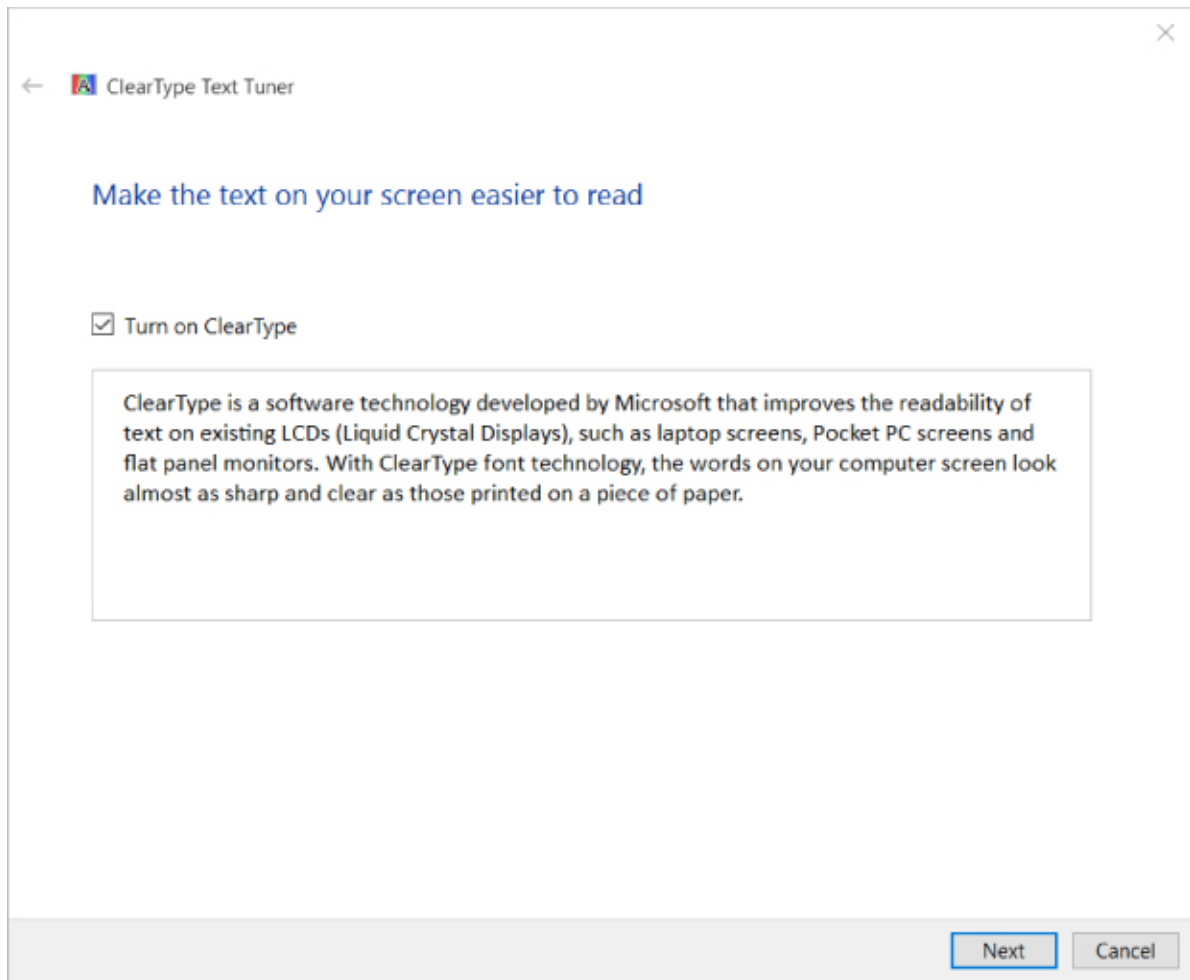 ClearType Text Tuner
Make the text on your screen easier to read
Turn on ClearType
ClearType is a software technology developed by Microsoft that improves the readability of
text on existing LCDs (Liquid Crystal Displays), such as laptop screens, Pocket PC screens and
flat panel monitors. With ClearType font technology, the words on your computer screen look
almost as sharp and clear as those printed on a piece of paper.
Next
Cancel